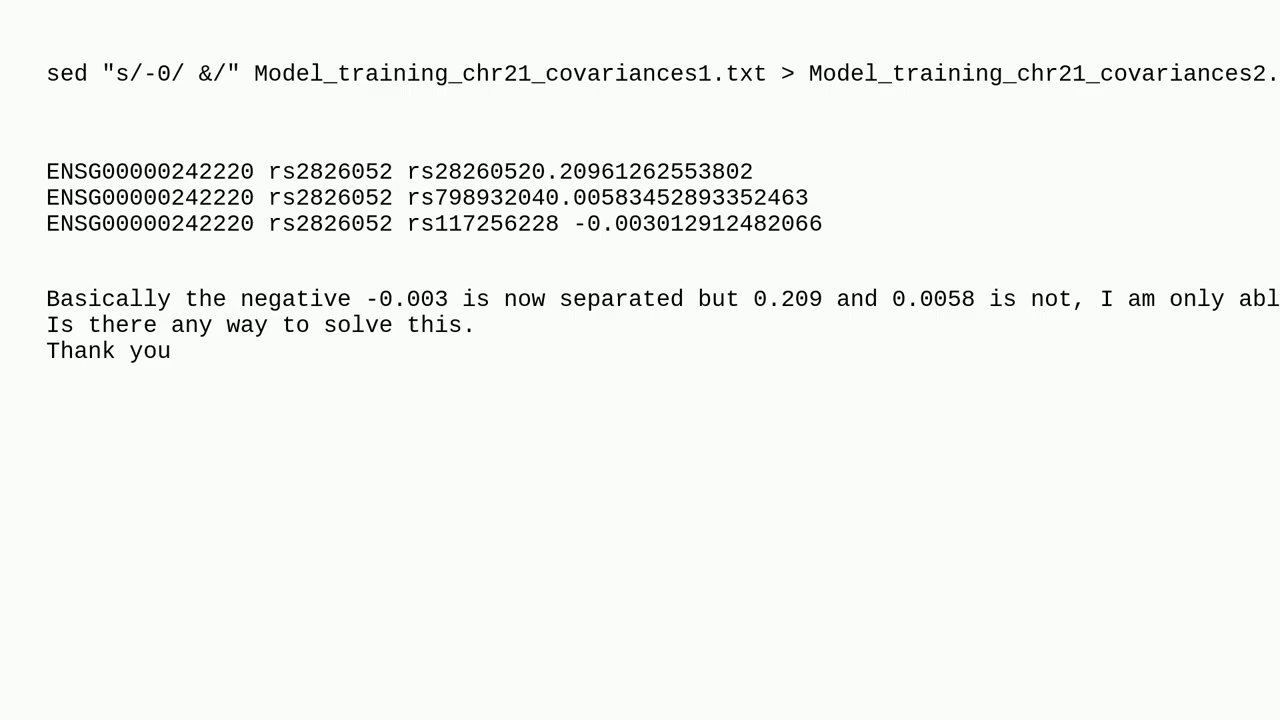 sed "s/-0/ &/" Model_training_chr21_covariances1.txt > Model_training_chr21_covariances2.
ENSG00000242220 rs2826052 rs28260520.20961262553802
ENSG00000242220 rs2826052 rs798932040.00583452893352463
ENSG00000242220 rs2826052 rs117256228 -0.003012912482066
Basically the negative -0.003 is now separated but 0.209 and 0.0058 is not, I am only abl
Is there any way to solve this.
Thank you